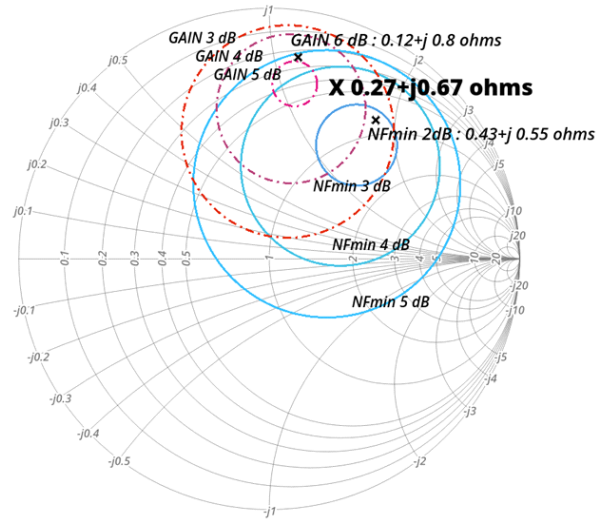 j1
GAIN 3 dB
GAIN 6 dB : 0.12+j 0.8 ohms
j0.5
GAIN 4 dB
j2
GAIN 5 dB
X 0.27+j0.67 ohms
j0.3
j3
NFmin 2dB : 0.43+j 0.55 ohms
j4
j0.2
j5
NFmin 3 dB
j0.1
j10
j20
NFmin 4 dB
0.1
0.2
0.3
0.4
0.5
1
2
3
4
5
10
20
-j20
NFmin 5 dB
-j0.1
-j10
-j0.2
-j5
-j4
-j0.3
-j3
-j0.4
-j0.5
-j2
-j1